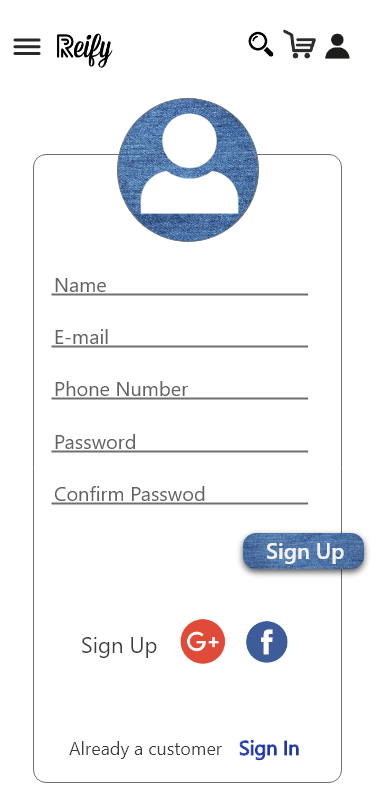 Reify
Name
E-mail
Phone Number
Password
Confirm Passwod
Sign Up
Sign Up G+ f
Already a customer Sign In